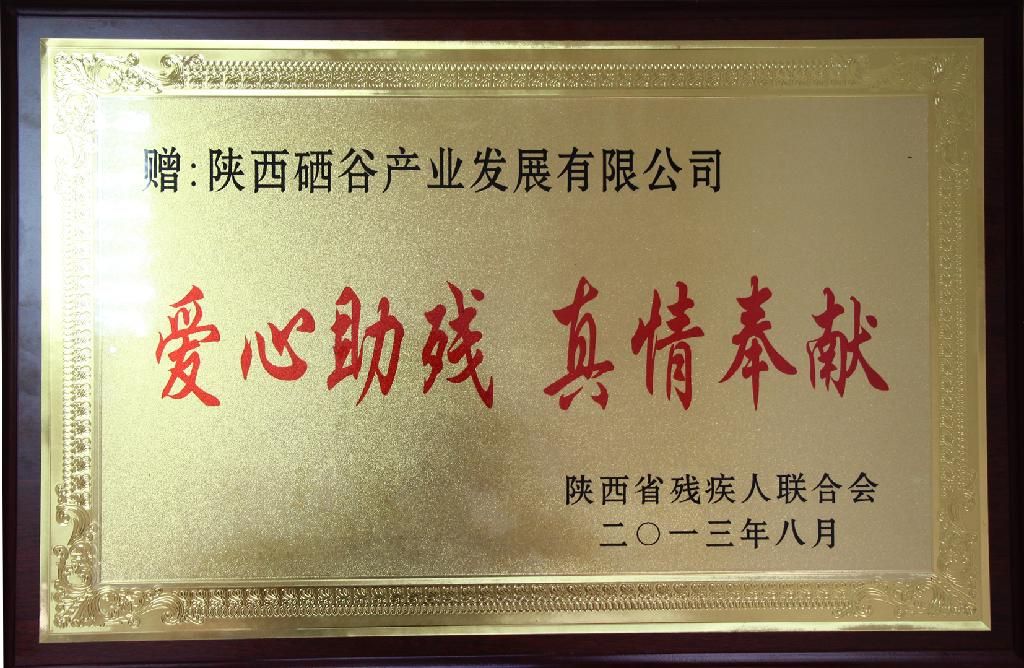 赠:陕西硒谷产业发展有限公司
爱心助残 真情奉献
陕西省残疾人联合会
二〇一三年八月